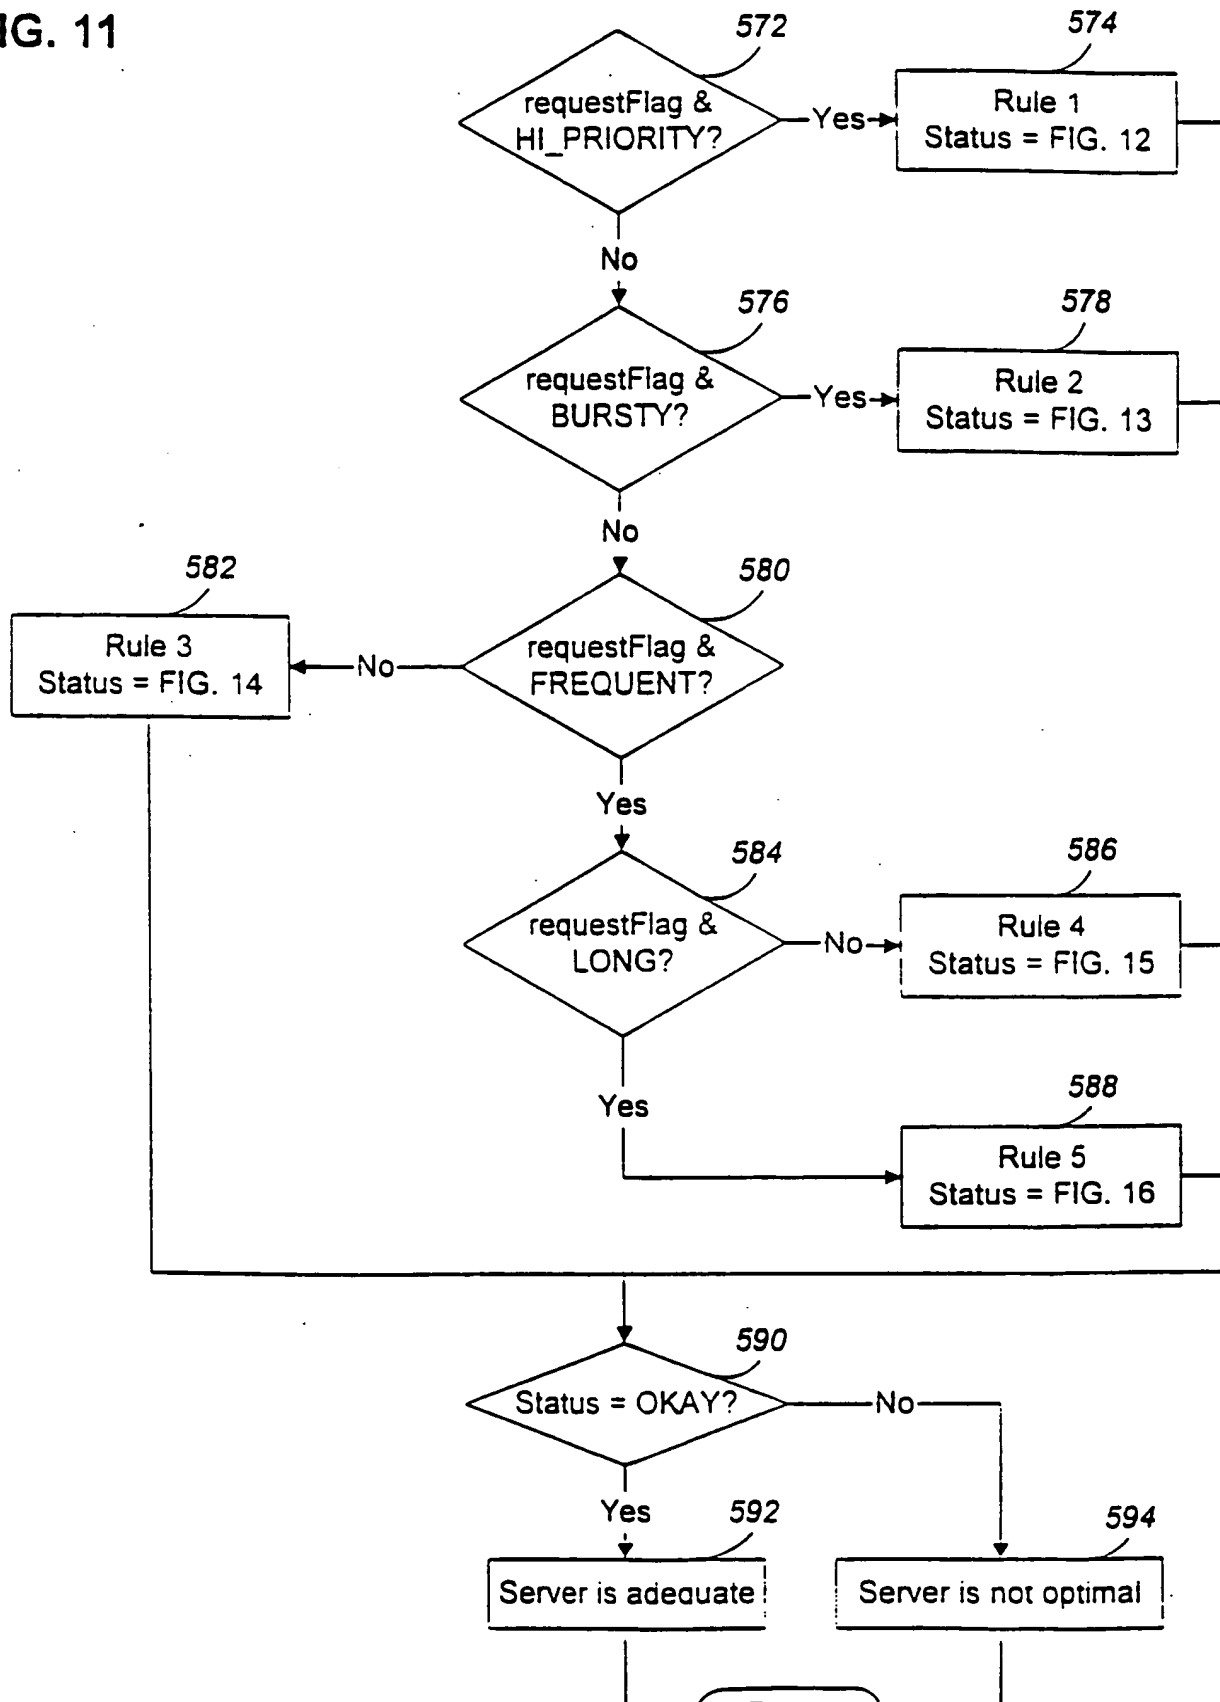 IG. 11
572
574
requestFlag &
HI_PRIORITY?
Yes
Rule 1
Status = FIG. 12
No
576
578
requestFlag &
BURSTY?
Yes
Rule 2
Status = FIG. 13
No
582
580
Rule 3
Status = FIG. 14
No
requestFlag &
FREQUENT?
Yes
584
586
requestFlag &
LONG?
No
Rule 4
Status = FIG. 15
Yes
588
Rule 5
Status = FIG. 16
590
Status = OKAY?
No
Yes
592
594
Server is adequate
Server is not optimal